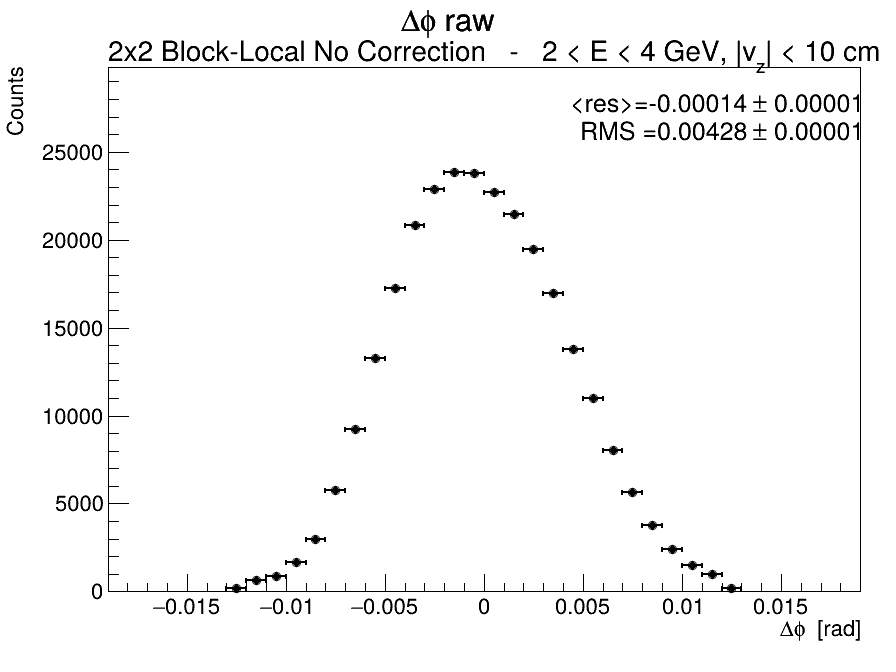 Δϕ raw
2x2 Block-Local No Correction - 2 < E < 4 GeV, |v_z| < 10 cm
<res>=-0.00014 ± 0.00001
RMS =0.00428 ± 0.00001
Counts
25000
20000
15000
10000
5000
0
−0.015 −0.01 −0.005 0 0.005 0.01 0.015
Δϕ [rad]